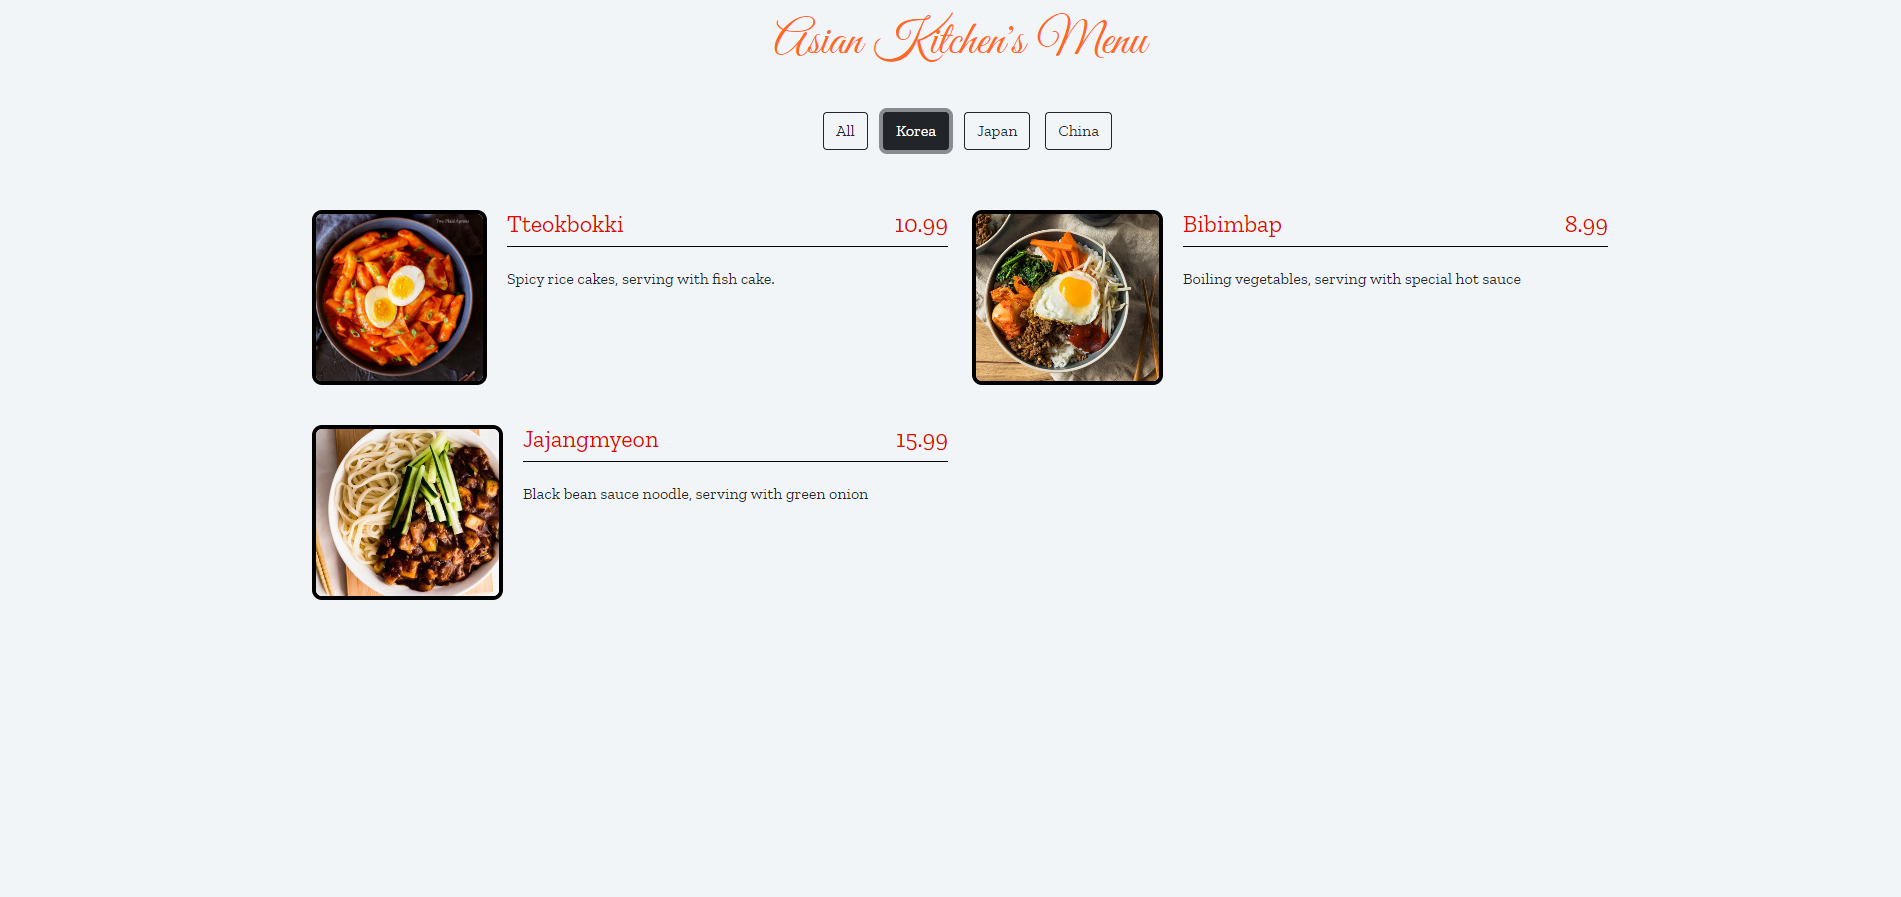 Asian Kitchen's Menu
All Korea Japan China
Tteokbokki 10.99
Spicy rice cakes, serving with fish cake.
Bibimbap 8.99
Boiling vegetables, serving with special hot sauce
Jajangmyeon 15.99
Black bean sauce noodle, serving with green onion